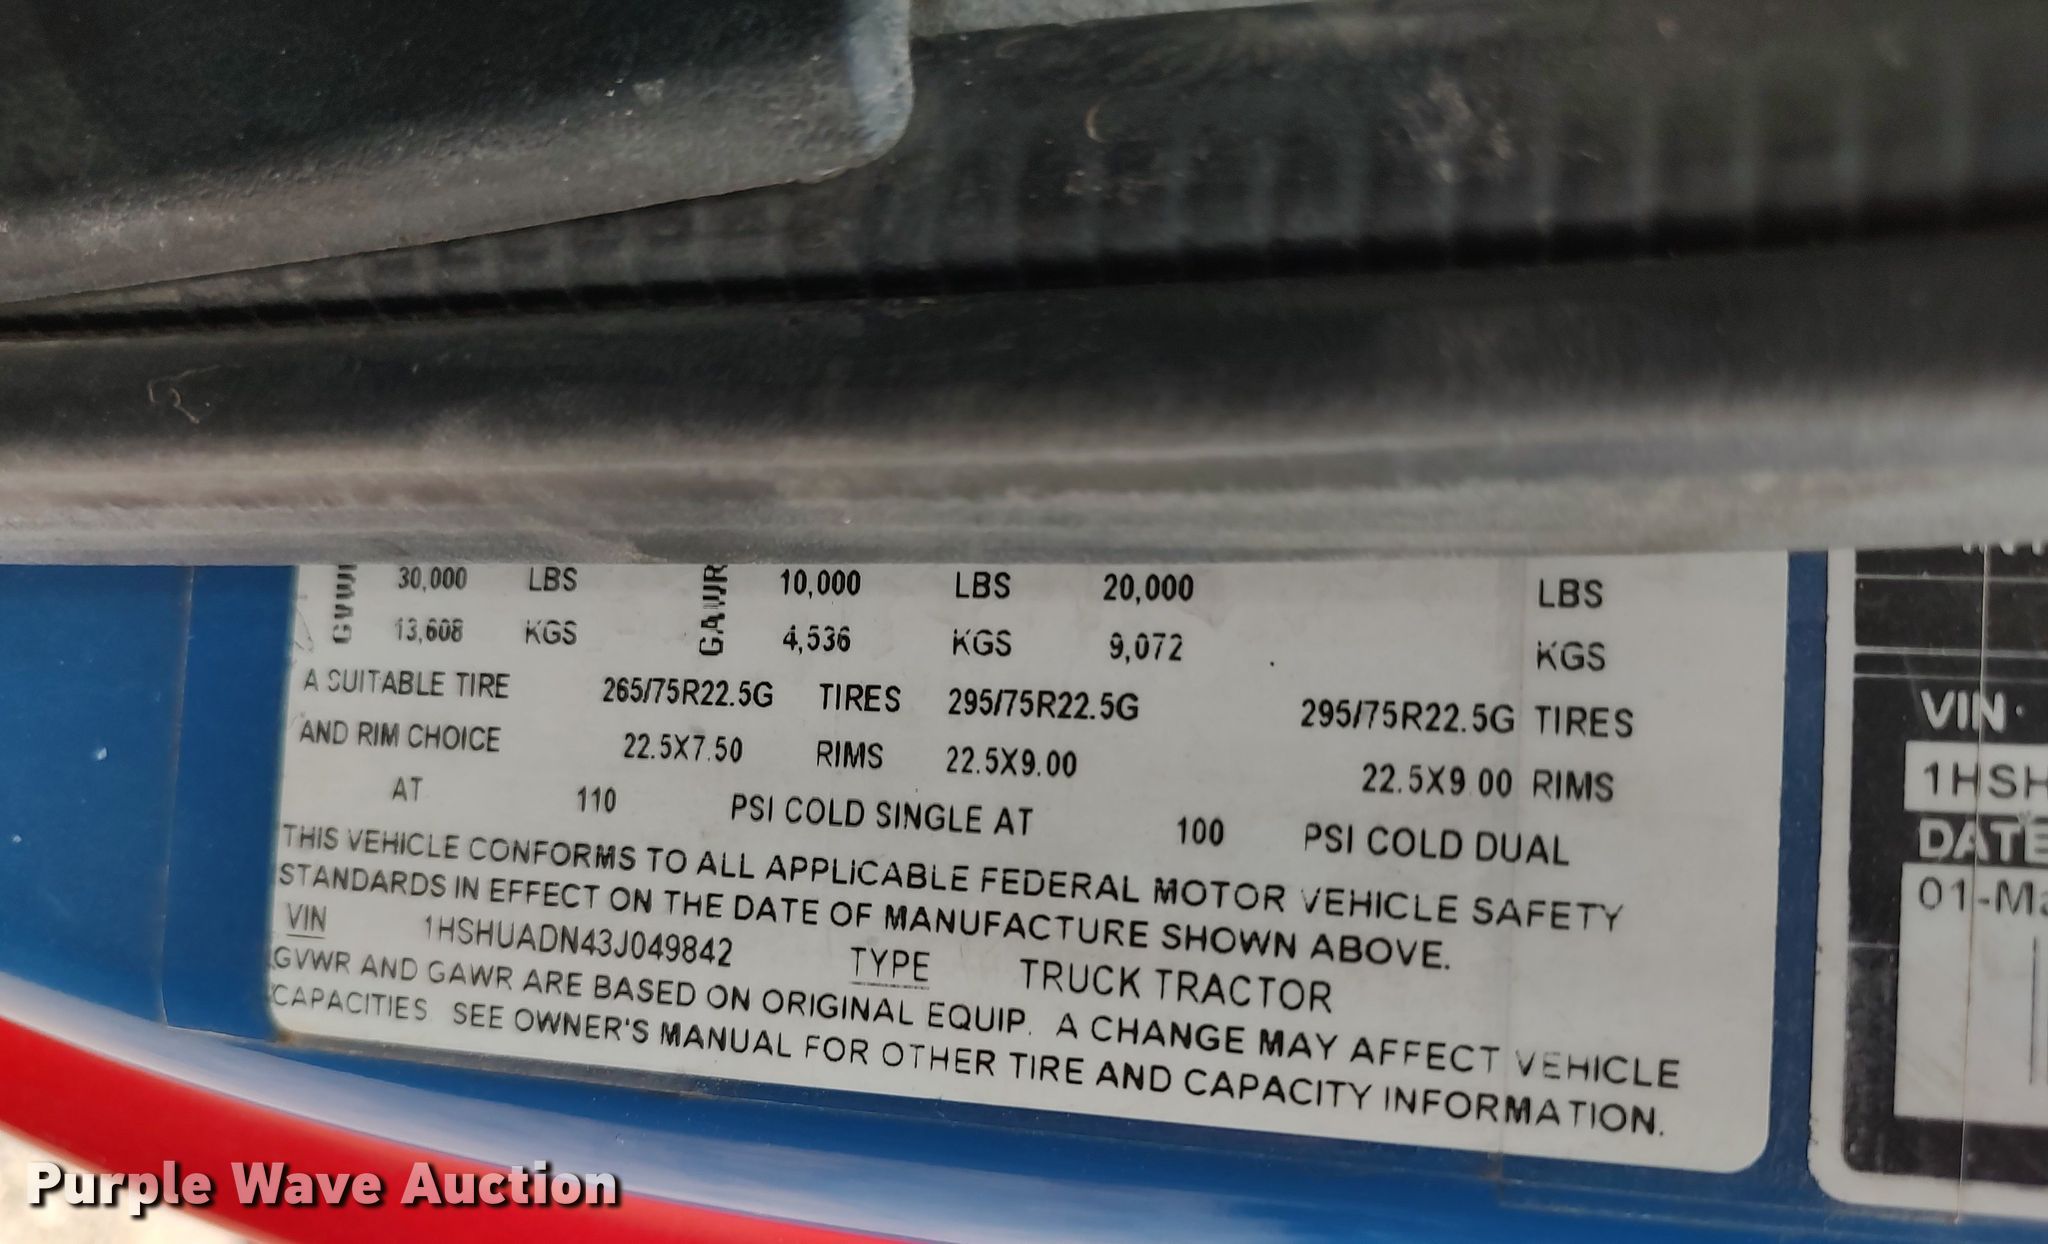 GVWR 30,000 LBS GAWR 10,000 LBS 20,000 LBS
13,608 KGS 4,536 KGS 9,072 KGS
A SUITABLE TIRE 265/75R22.5G TIRES 295/75R22.5G 295/75R22.5G TIRES
AND RIM CHOICE 22.5X7.50 RIMS 22.5X9.00 22.5X9.00 RIMS
AT 110 PSI COLD SINGLE AT 100 PSI COLD DUAL
THIS VEHICLE CONFORMS TO ALL APPLICABLE FEDERAL MOTOR VEHICLE SAFETY
STANDARDS IN EFFECT ON THE DATE OF MANUFACTURE SHOWN ABOVE.
VIN 1HSHUADN43J049842 TYPE TRUCK TRACTOR
GVWR AND GAWR ARE BASED ON ORIGINAL EQUIP. A CHANGE MAY AFFECT VEHICLE
CAPACITIES SEE OWNER'S MANUAL FOR OTHER TIRE AND CAPACITY INFORMATION.
VIN
1HSH
DATE
01-Ma
Purple Wave Auction